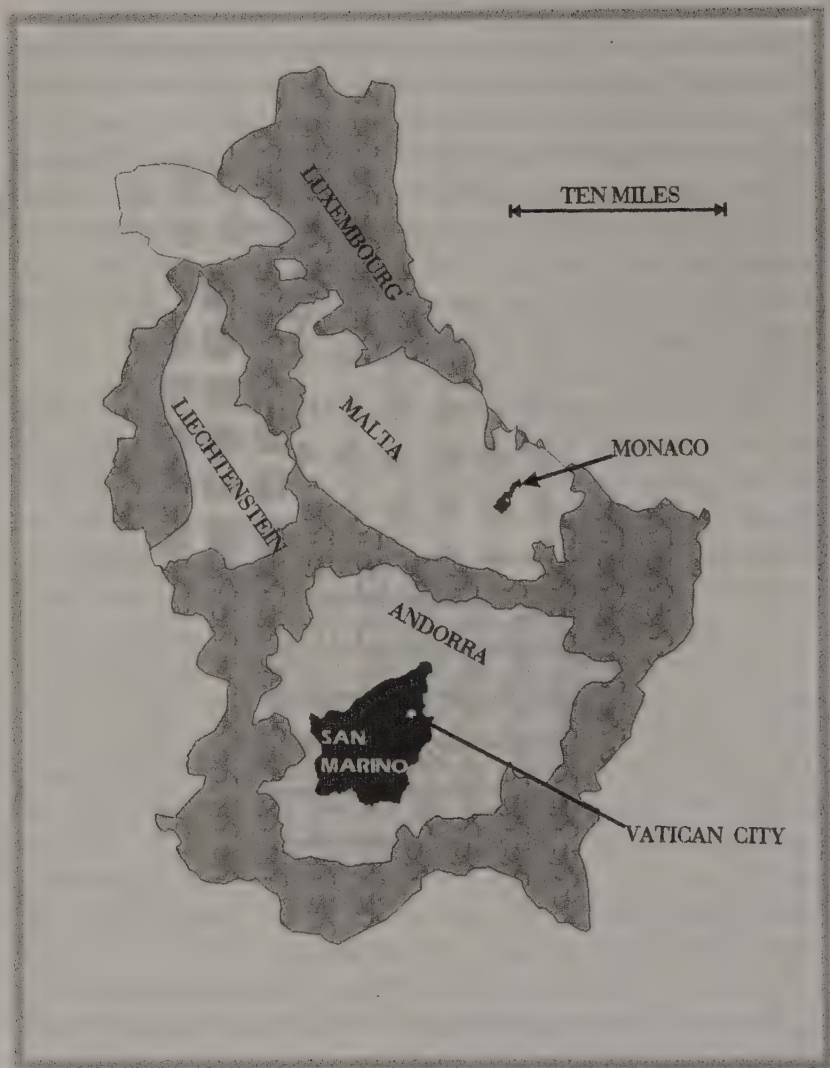 LUXEMBOURG
TEN MILES
MALTA
LIECHTENSTEIN
MONACO
ANDORRA
SAN
MARINO
VATICAN CITY